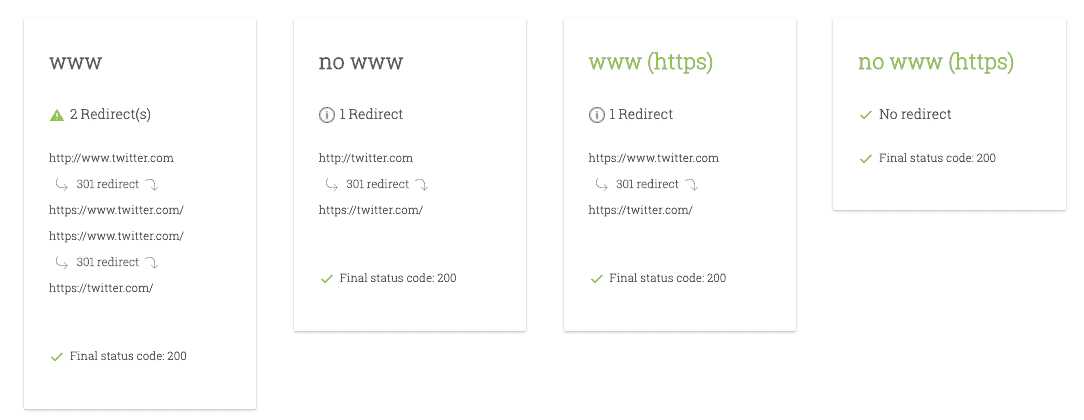 www
2 Redirect(s)
http://www.twitter.com
301 redirect
https://www.twitter.com/
https://www.twitter.com/
301 redirect
https://twitter.com/
Final status code: 200
no www
1 Redirect
http://twitter.com
301 redirect
https://twitter.com/
Final status code: 200
www (https)
1 Redirect
https://www.twitter.com
301 redirect
https://twitter.com/
Final status code: 200
no www (https)
No redirect
Final status code: 200